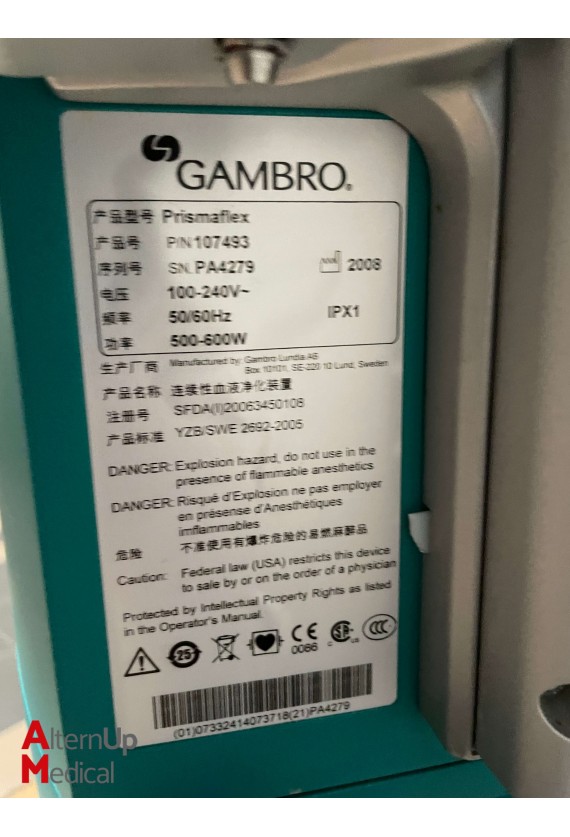 GAMBRO®
产品型号 Prismaflex
产品号 P/N 107493
序列号 SN. PA4279 2008
电压 100-240V~
频率 50/60Hz IPX1
功率 500-600W
生产厂商 Manufactured by: Gambro Lundia AB
Box 10101, SE-220 10 Lund, Sweden
产品名称 连续性血液净化装置
注册号 SFDA(I)20063450108
产品标准 YZB/SWE 2692-2005
DANGER: Explosion hazard, do not use in the
presence of flammable anesthetics
DANGER: Risqué d'Explosion ne pas employer
en présense d'Anesthétiques
imflammables
危险 不准使用有爆炸危险的易燃麻醉品
Caution: Federal law (USA) restricts this device
to sale by or on the order of a physician
Protected by Intellectual Property Rights as listed
in the Operator's Manual.
25 CE 0086 C SP US CCC
(01)07332414073718(21)PA4279
AlternUp
Medical